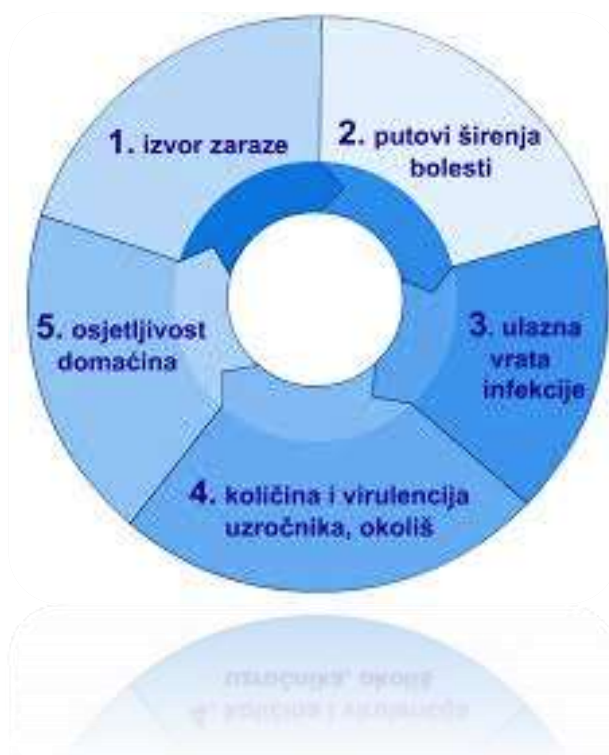 1. izvor zaraze
2. putovi širenja
bolesti
3. ulazna
vrata
infekcije
4. količina i virulencija
uzročnika, okoliš
5. osjetljivost
domaćina